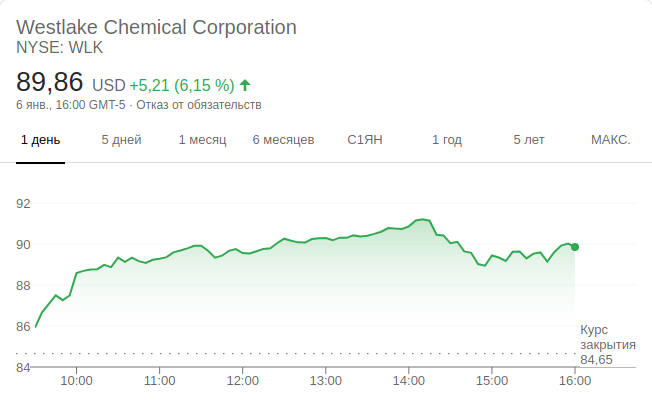 Westlake Chemical Corporation
NYSE: WLK
89,86 USD +5,21 (6,15 %)
6 янв., 16:00 GMT-5 · Отказ от обязательств
1 день 5 дней 1 месяц 6 месяцев С1ЯН 1 год 5 лет МАКС.
92
90
88
86
84
Курс
закрытия
84,65
10:00 11:00 12:00 13:00 14:00 15:00 16:00